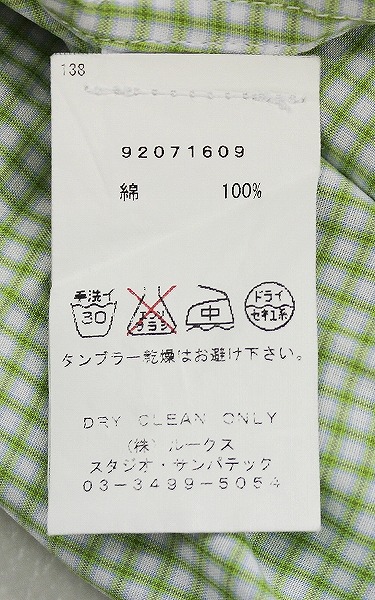 138
92071609
綿 100%
手洗イ 30 エンソ サラシ 中 ドライ セキユ系
タンブラー乾燥はお避け下さい。
DRY CLEAN ONLY
(株) ルークス
スタジオ・サンパテック
03-3499-5054